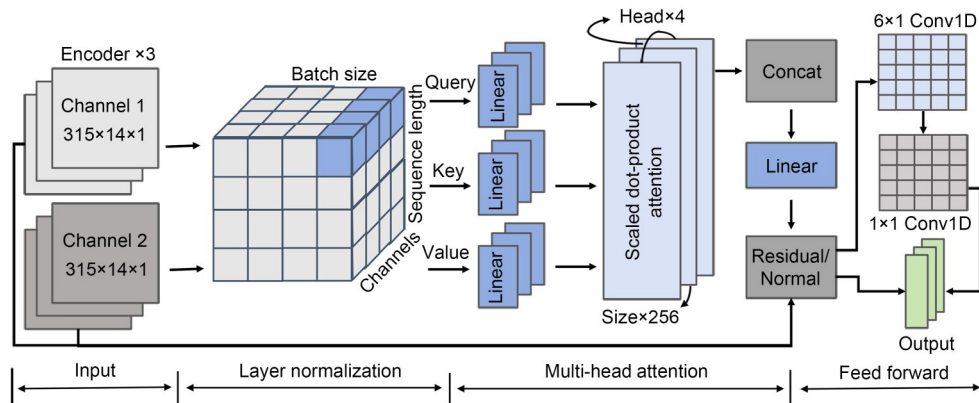 Encoder ×3
Channel 1
315×14×1
Channel 2
315×14×1
Batch size
Sequence length
Channels
Query
Key
Value
Linear
Linear
Linear
Head×4
Scaled dot-product
attention
Size×256
Concat
Linear
Residual/
Normal
6×1 Conv1D
1×1 Conv1D
Output
Input
Layer normalization
Multi-head attention
Feed forward